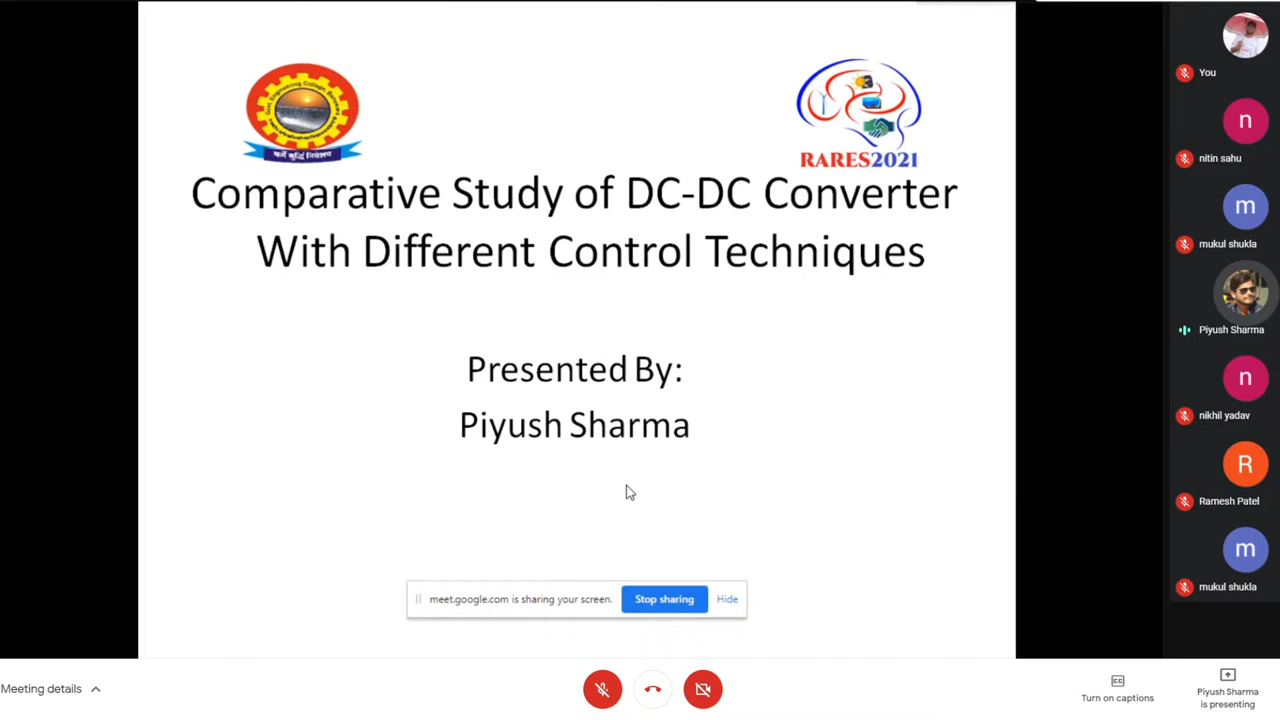 RARES2021
Comparative Study of DC-DC Converter
With Different Control Techniques
Presented By:
Piyush Sharma
meet.google.com is sharing your screen.
Stop sharing
Hide
You
n
nitin sahu
m
mukul shukla
Piyush Sharma
n
nikhil yadav
R
Ramesh Patel
m
mukul shukla
Meeting details
Turn on captions
Piyush Sharma
is presenting